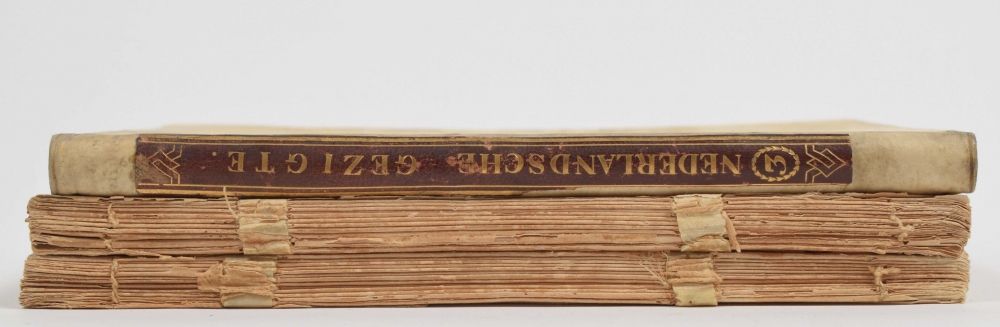 3 NEDERLANDSCHE GEZIGTE.